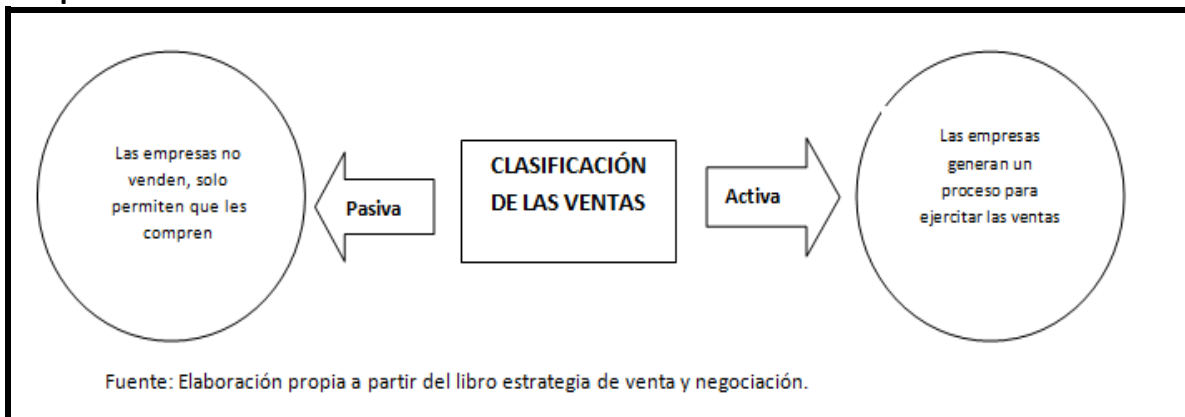 Las empresas no
venden, solo
permiten que les
compren
Pasiva
CLASIFICACIÓN
DE LAS VENTAS
Activa
Las empresas
generan un
proceso para
ejercitar las ventas
Fuente: Elaboración propia a partir del libro estrategia de venta y negociación.